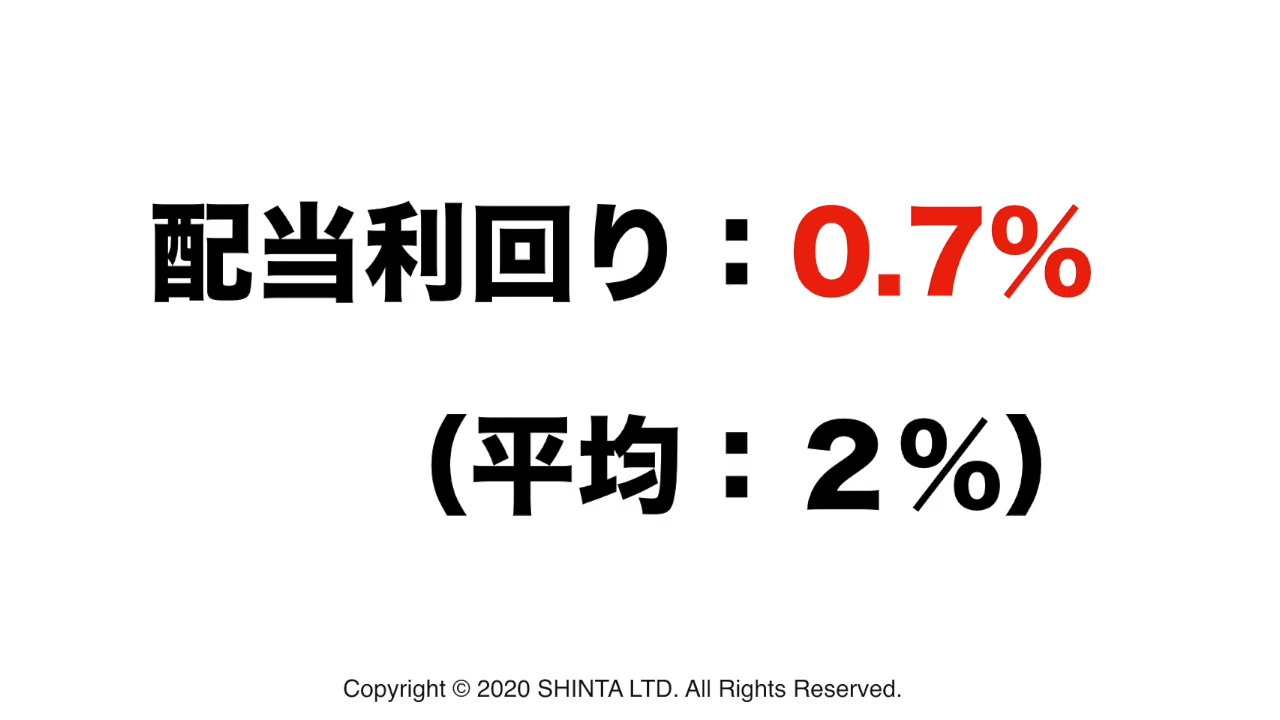 配当利回り：0.7%
(平均：２%)
Copyright © 2020 SHINTA LTD. All Rights Reserved.